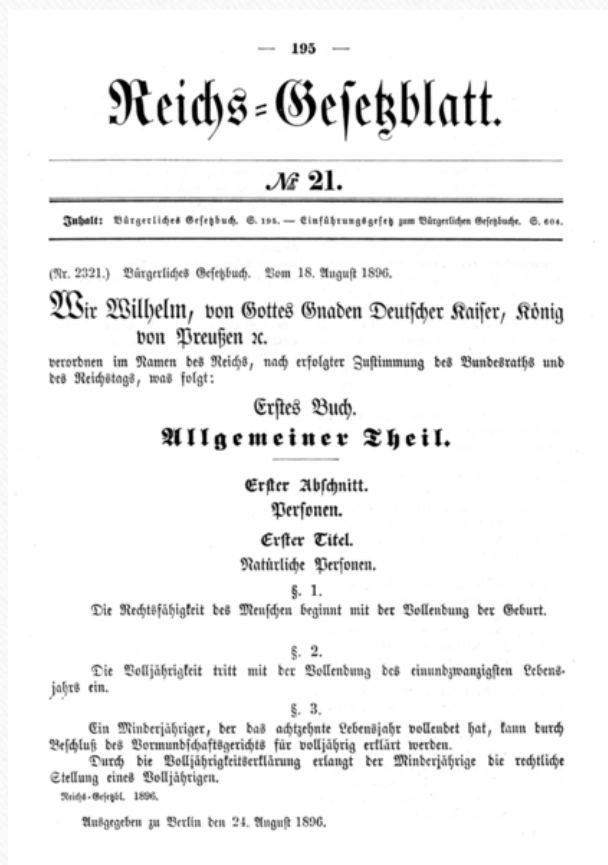 — 195 —
Reichs-Gesetzblatt.
№ 21.
Inhalt: Bürgerliches Gesetzbuch. S. 195. — Einführungsgesetz zum Bürgerlichen Gesetzbuche. S. 604.
(Nr. 2321.) Bürgerliches Gesetzbuch. Vom 18. August 1896.
Wir Wilhelm, von Gottes Gnaden Deutscher Kaiser, König
von Preußen ꝛc.
verordnen im Namen des Reichs, nach erfolgter Zustimmung des Bundesraths und
des Reichstags, was folgt:
Erstes Buch.
Allgemeiner Theil.
Erster Abschnitt.
Personen.
Erster Titel.
Natürliche Personen.
§. 1.
Die Rechtsfähigkeit des Menschen beginnt mit der Vollendung der Geburt.
§. 2.
Die Volljährigkeit tritt mit der Vollendung des einundzwanzigsten Lebens-
jahrs ein.
§. 3.
Ein Minderjähriger, der das achtzehnte Lebensjahr vollendet hat, kann durch
Beschluß des Vormundschaftsgerichts für volljährig erklärt werden.
Durch die Volljährigkeitserklärung erlangt der Minderjährige die rechtliche
Stellung eines Volljährigen.
Reichs-Gesetzbl. 1896.
Ausgegeben zu Berlin den 24. August 1896.